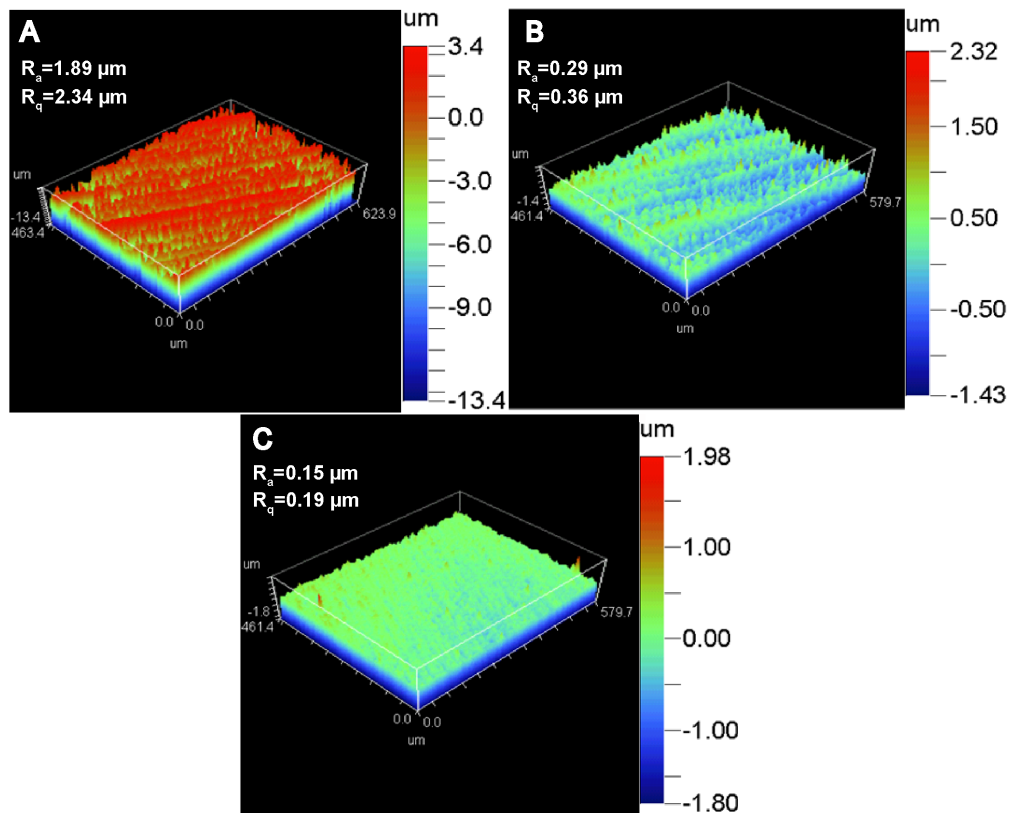 A
Ra=1.89 µm
Rq=2.34 µm
um
-13.4
463.4
0.0
0.0
um
623.9
um
3.4
0.0
-3.0
-6.0
-9.0
-13.4
B
Ra=0.29 µm
Rq=0.36 µm
um
-1.4
461.4
0.0
0.0
um
579.7
um
2.32
1.50
0.50
-0.50
-1.43
C
Ra=0.15 µm
Rq=0.19 µm
um
-1.8
461.4
0.0
0.0
um
579.7
um
1.98
1.00
0.00
-1.00
-1.80